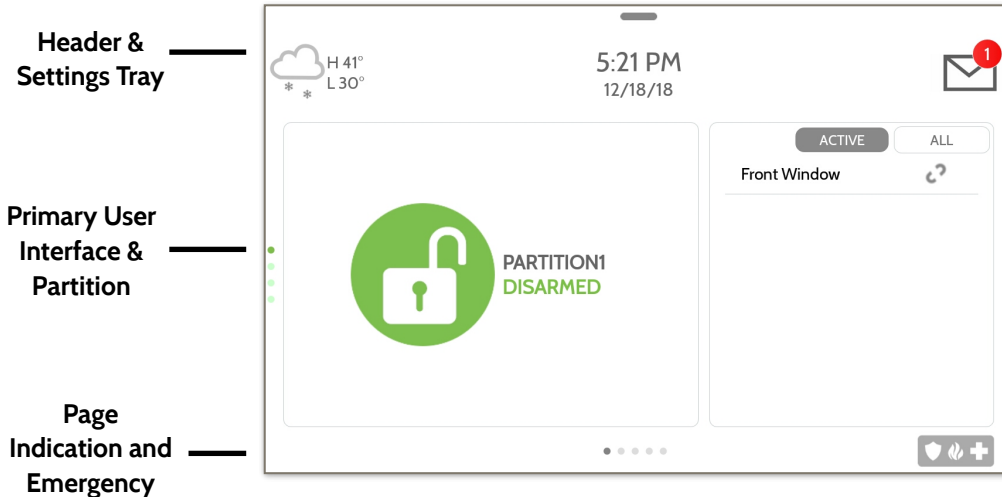 Header &
Settings Tray
H 41°
L 30°
5:21 PM
12/18/18
1
ACTIVE
ALL
Front Window
Primary User
Interface &
Partition
PARTITION1
DISARMED
Page
Indication and
Emergency